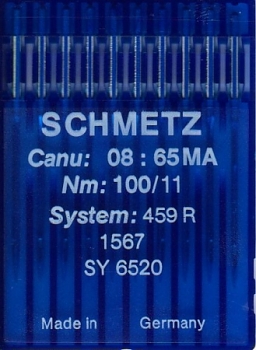 SCHMETZ
Canu: 08 : 65 MA
Nm: 100/11
System: 459 R
1567
SY 6520
Made in Germany